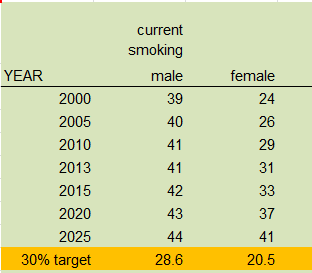 current
smoking
YEAR male female
2000 39 24
2005 40 26
2010 41 29
2013 41 31
2015 42 33
2020 43 37
2025 44 41
30% target 28.6 20.5